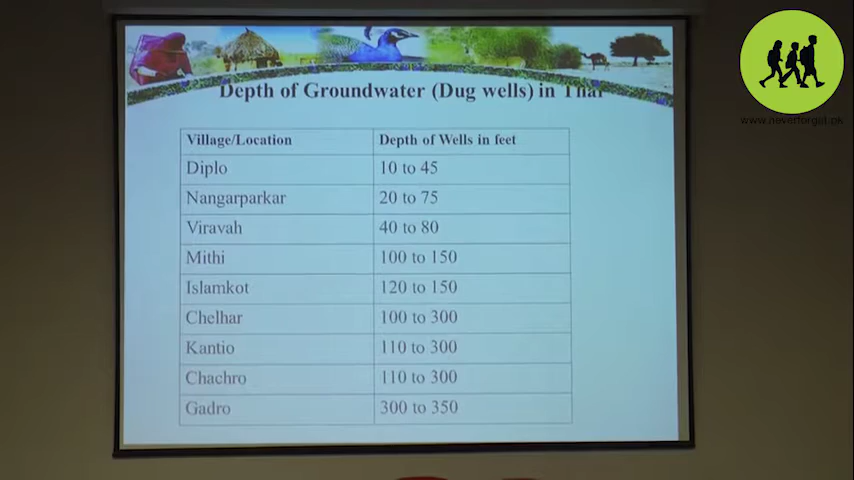 www.neverforget.pk
Depth of Groundwater (Dug wells) in Thar
Village/Location Depth of Wells in feet
Diplo 10 to 45
Nangarparkar 20 to 75
Viravah 40 to 80
Mithi 100 to 150
Islamkot 120 to 150
Chelhar 100 to 300
Kantio 110 to 300
Chachro 110 to 300
Gadro 300 to 350